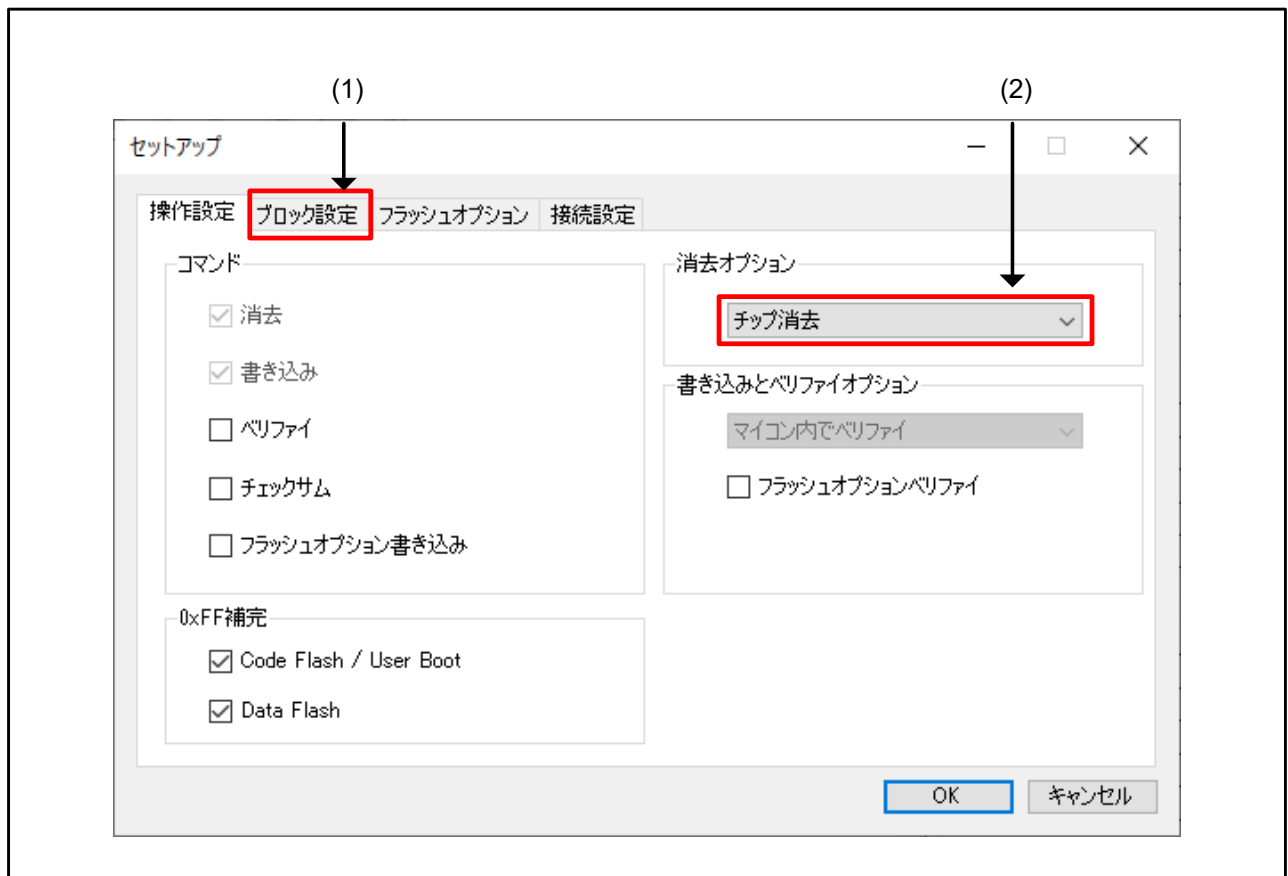 (1)
(2)
セットアップ
操作設定 ブロック設定 フラッシュオプション 接続設定
コマンド
消去
書き込み
ベリファイ
チェックサム
フラッシュオプション書き込み
0xFF補完
Code Flash / User Boot
Data Flash
消去オプション
チップ消去
書き込みとベリファイオプション
マイコン内でベリファイ
フラッシュオプションベリファイ
OK キャンセル